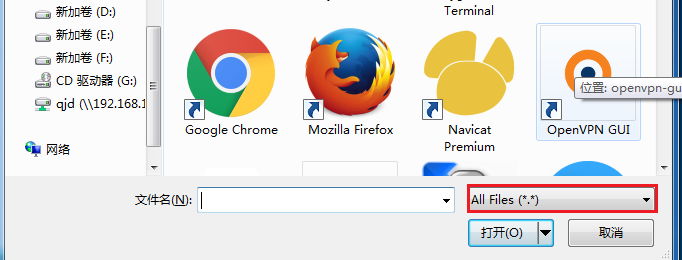 新加卷 (D:)
新加卷 (E:)
新加卷 (F:)
CD 驱动器 (G:)
qjd (\\192.168.1
网络
Terminal
Google Chrome
Mozilla Firefox
Navicat
Premium
OpenVPN GUI
位置: openvpn-gu
文件名(N):
All Files (*.*)
打开(O)
取消